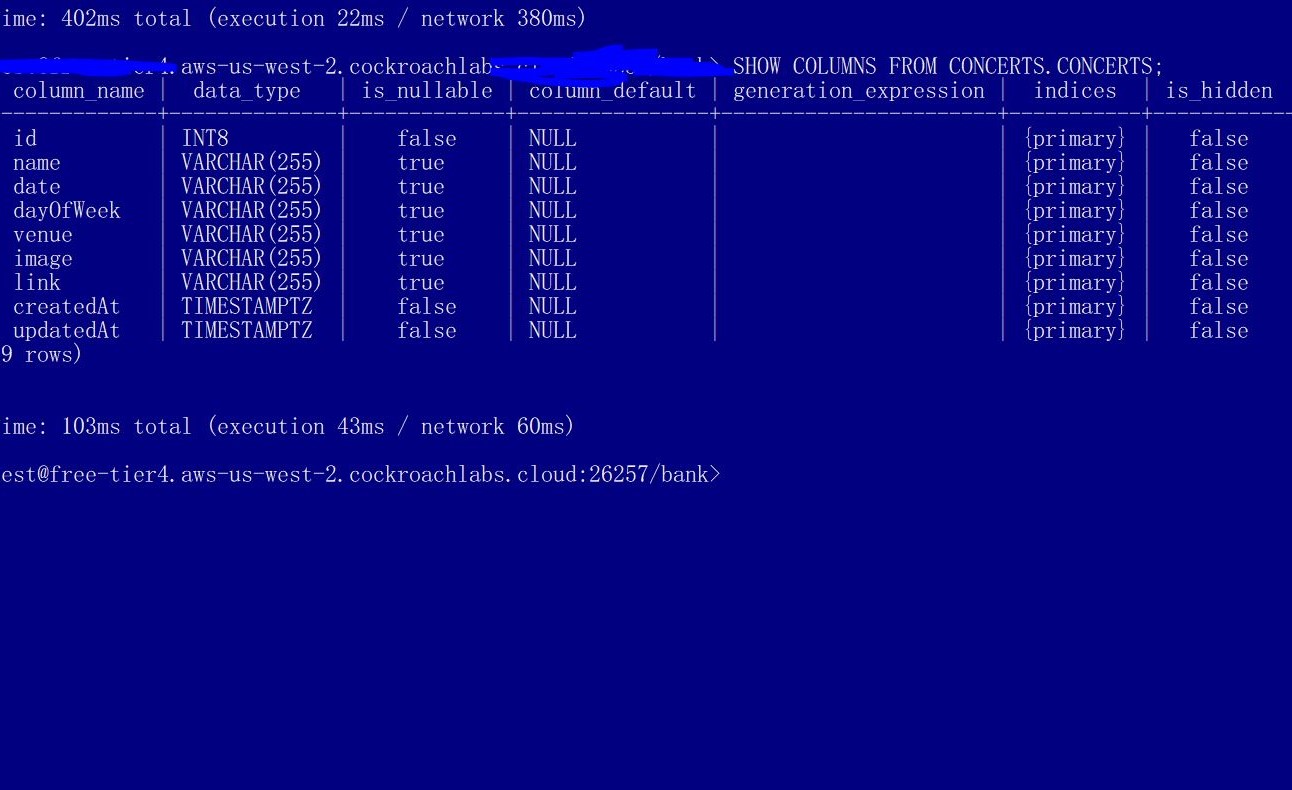 ime: 402ms total (execution 22ms / network 380ms)
.aws-us-west-2.cockroachlabs > SHOW COLUMNS FROM CONCERTS.CONCERTS;
column_name | data_type | is_nullable | column_default | generation_expression | indices | is_hidden
--------------+---------------+--------------+-----------------+------------------------+-----------+------------
id | INT8 | false | NULL | | {primary} | false
name | VARCHAR(255) | true | NULL | | {primary} | false
date | VARCHAR(255) | true | NULL | | {primary} | false
dayOfWeek | VARCHAR(255) | true | NULL | | {primary} | false
venue | VARCHAR(255) | true | NULL | | {primary} | false
image | VARCHAR(255) | true | NULL | | {primary} | false
link | VARCHAR(255) | true | NULL | | {primary} | false
createdAt | TIMESTAMPTZ | false | NULL | | {primary} | false
updatedAt | TIMESTAMPTZ | false | NULL | | {primary} | false
9 rows)
ime: 103ms total (execution 43ms / network 60ms)
est@free-tier4.aws-us-west-2.cockroachlabs.cloud:26257/bank>